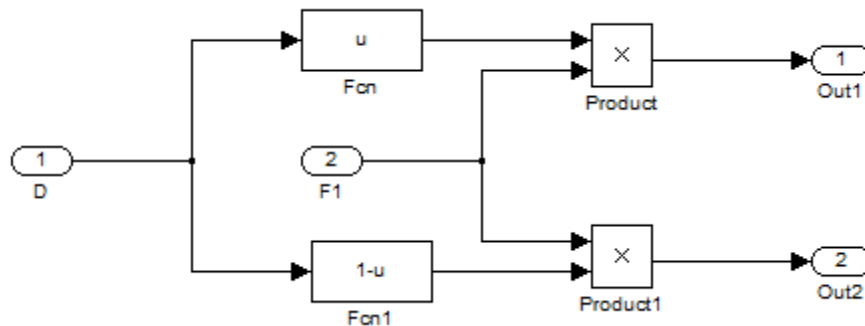 u
Fcn
×
Product
1
Out1
1
D
2
F1
1-u
Fcn1
×
Product1
2
Out2